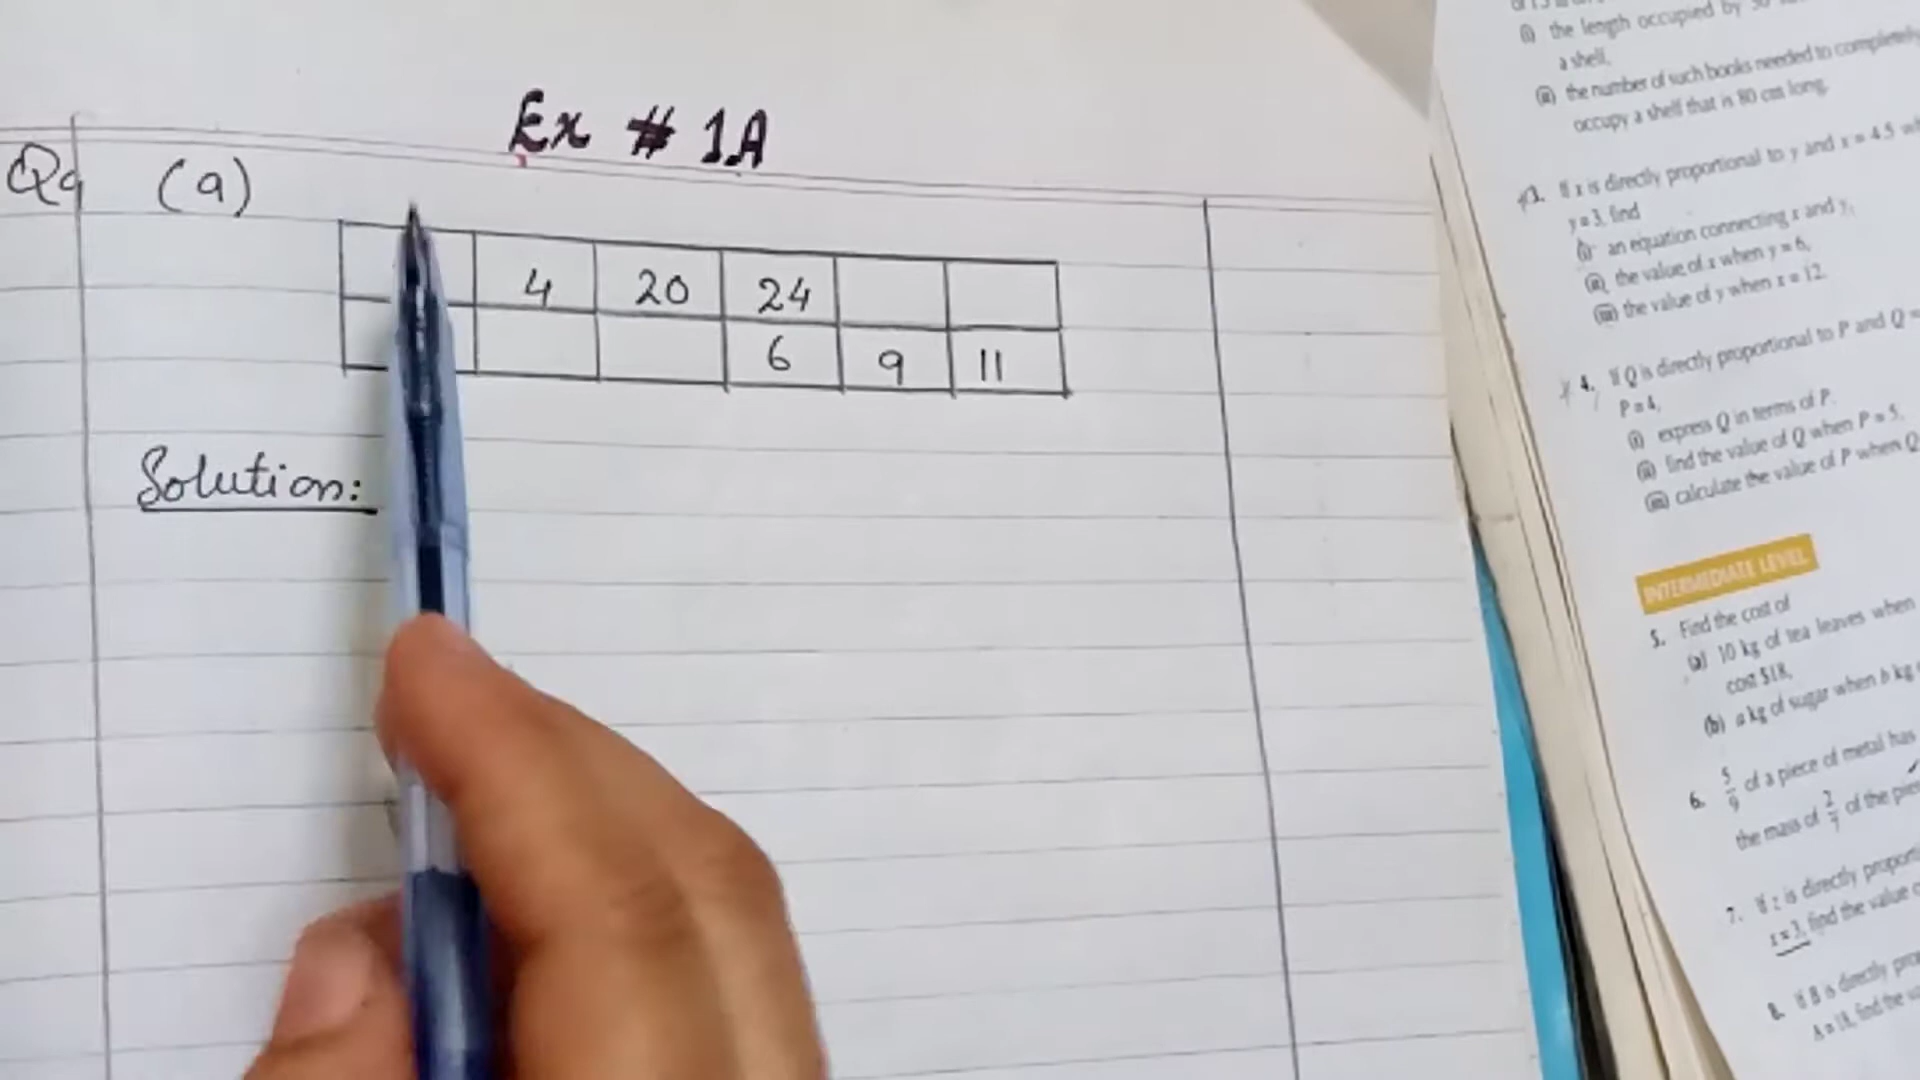 Ex # 1A
Q9 (a)
4 20 24
6 9 11
Solution:
(i) the length occupied by
a shelf,
(ii) the number of such books needed to completely
occupy a shelf that is 80 cm long.
3. If x is directly proportional to y and x = 4.5
y = 3, find
(i) an equation connecting x and y,
(ii) the value of x when y = 6,
(iii) the value of y when x = 12.
4. If Q is directly proportional to P and Q =
P = 4,
(i) express Q in terms of P,
(ii) find the value of Q when P = 5,
(iii) calculate the value of P when Q
INTERMEDIATE LEVEL
5. Find the cost of
(a) 10 kg of tea leaves when
cost $18,
(b) a kg of sugar when b kg
6. 5/9 of a piece of metal has
the mass of 2/7 of the
7. If z is directly
x = 3, find the value
8. If B is directly
A = 18, find the